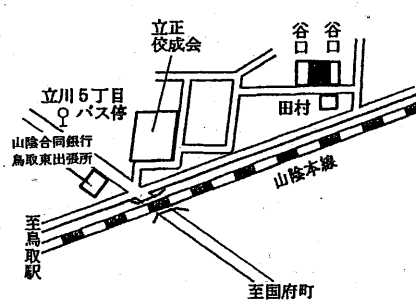 立正
佼成会
谷口
谷口
立川5丁目
バス停
田村
山陰合同銀行
鳥取東出張所
山陰本線
至鳥取駅
至国府町